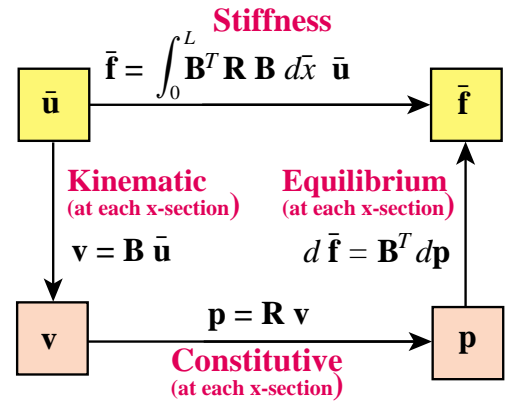 Stiffness
f̄ = ∫₀ᴸ Bᵀ R B dx̄ ū
ū
f̄
Kinematic
(at each x-section)
v = B ū
Equilibrium
(at each x-section)
d f̄ = Bᵀ dp
v
p = R v
p
Constitutive
(at each x-section)